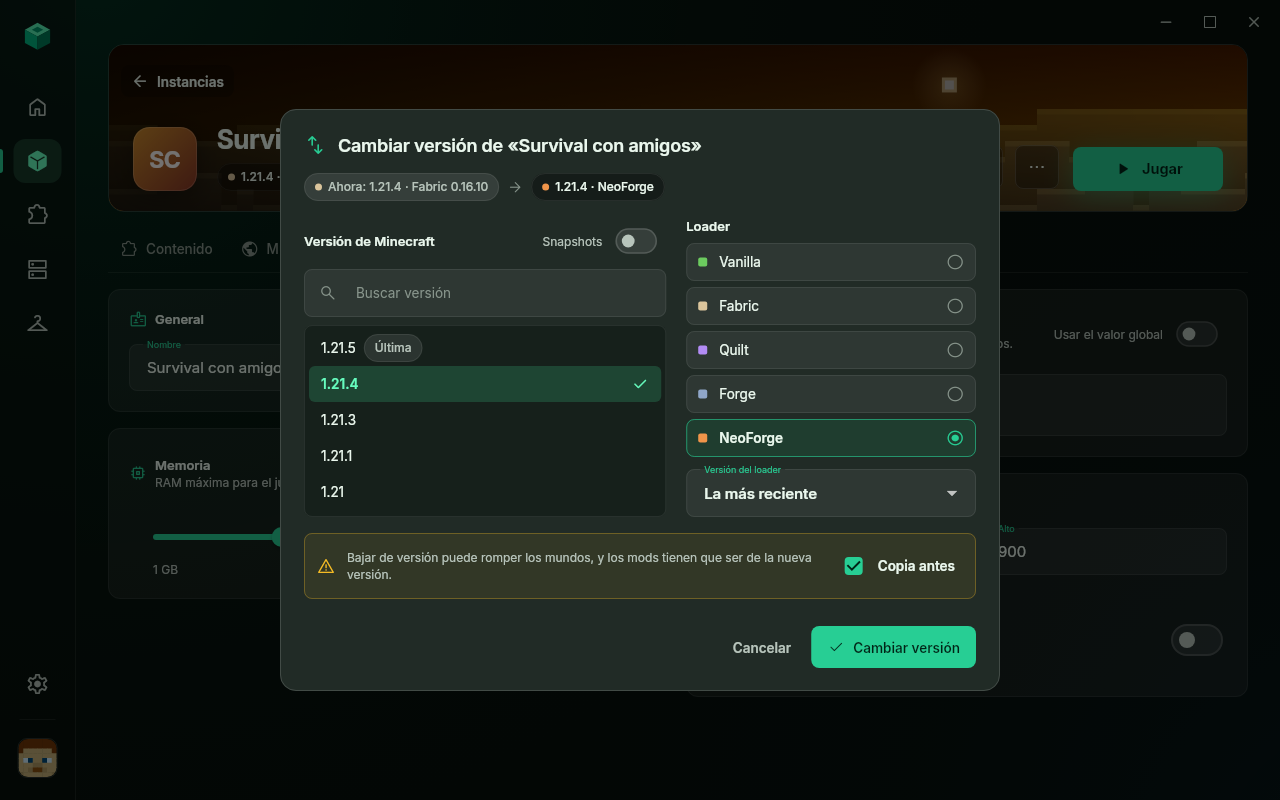 Instancias
SC
Survi
1.21.4 ·
Jugar
Contenido
M
General
Nombre
Survival con amigo
Memoria
RAM máxima para el ju
1 GB
Cambiar versión de «Survival con amigos»
Ahora: 1.21.4 · Fabric 0.16.10
1.21.4 · NeoForge
Versión de Minecraft
Snapshots
Buscar versión
1.21.5 Última
1.21.4
1.21.3
1.21.1
1.21
Loader
Vanilla
Fabric
Quilt
Forge
NeoForge
Versión del loader
La más reciente
Bajar de versión puede romper los mundos, y los mods tienen que ser de la nueva
versión.
Copia antes
Cancelar
Cambiar versión
os.
Usar el valor global
Alto
900